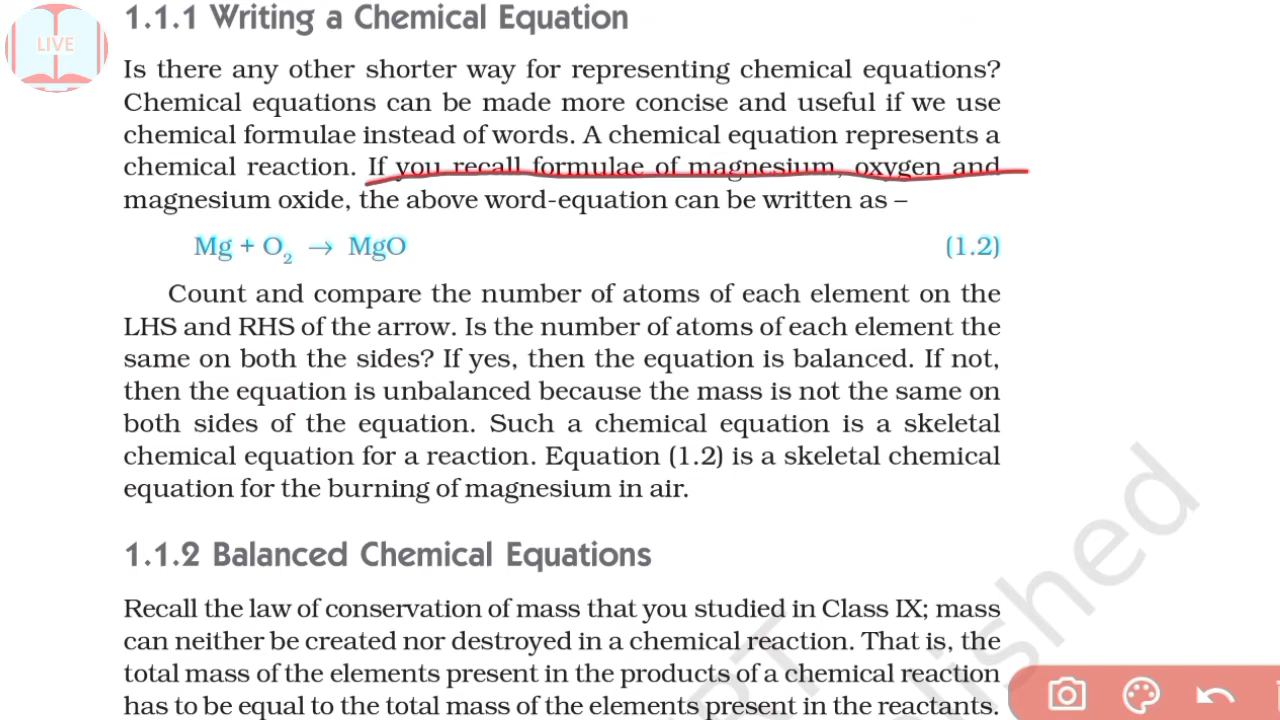 LIVE
1.1.1 Writing a Chemical Equation
Is there any other shorter way for representing chemical equations?
Chemical equations can be made more concise and useful if we use
chemical formulae instead of words. A chemical equation represents a
chemical reaction. If you recall formulae of magnesium, oxygen and
magnesium oxide, the above word-equation can be written as –
Mg + O₂ → MgO (1.2)
Count and compare the number of atoms of each element on the
LHS and RHS of the arrow. Is the number of atoms of each element the
same on both the sides? If yes, then the equation is balanced. If not,
then the equation is unbalanced because the mass is not the same on
both sides of the equation. Such a chemical equation is a skeletal
chemical equation for a reaction. Equation (1.2) is a skeletal chemical
equation for the burning of magnesium in air.
1.1.2 Balanced Chemical Equations
Recall the law of conservation of mass that you studied in Class IX; mass
can neither be created nor destroyed in a chemical reaction. That is, the
total mass of the elements present in the products of a chemical reaction
has to be equal to the total mass of the elements present in the reactants.